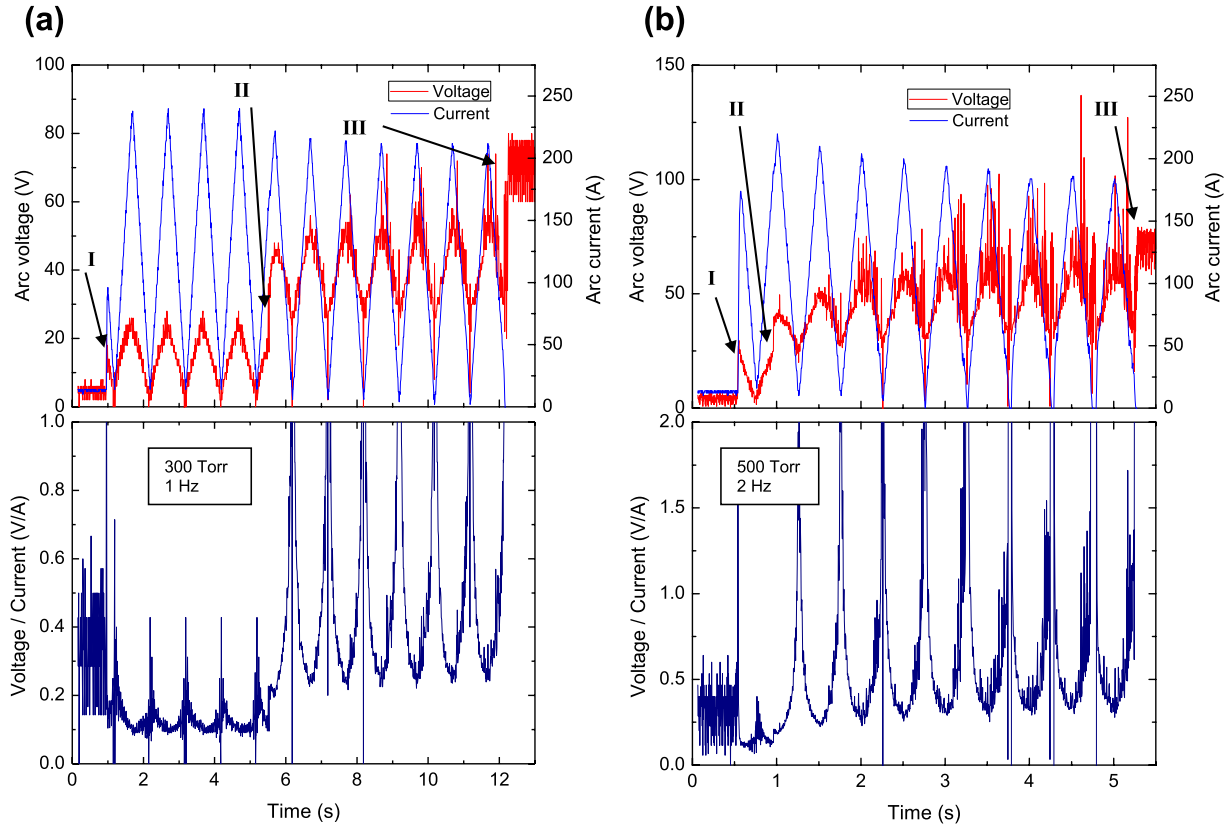 (a)
100
80
60
40
20
0
Arc voltage (V)
250
200
150
100
50
0
Arc current (A)
Voltage
Current
I
II
III
1.0
0.8
0.6
0.4
0.2
0.0
Voltage / Current (V/A)
300 Torr
1 Hz
0 2 4 6 8 10 12
Time (s)
(b)
150
100
50
0
Arc voltage (V)
250
200
150
100
50
0
Arc current (A)
Voltage
Current
I
II
III
2.0
1.5
1.0
0.5
0.0
Voltage / Current (V/A)
500 Torr
2 Hz
0 1 2 3 4 5
Time (s)